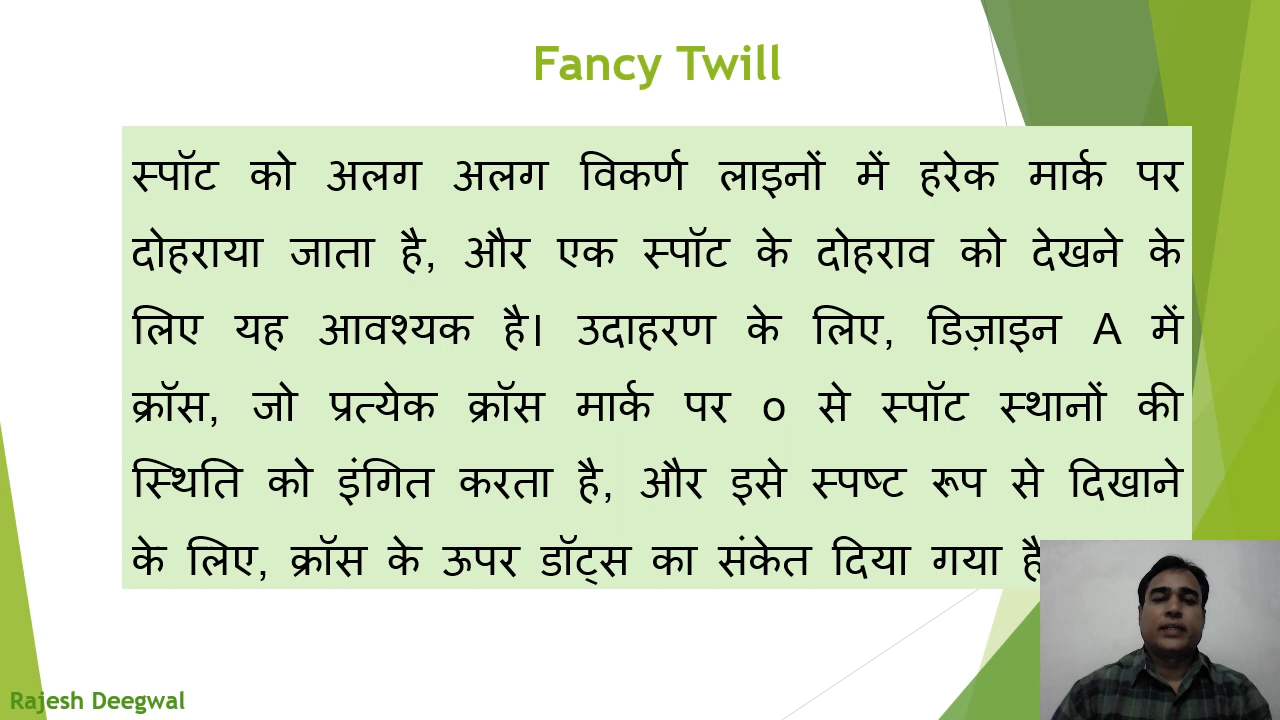 Fancy Twill
स्पॉट को अलग अलग विकर्ण लाइनों में हरेक मार्क पर
दोहराया जाता है, और एक स्पॉट के दोहराव को देखने के
लिए यह आवश्यक है। उदाहरण के लिए, डिज़ाइन A में
क्रॉस, जो प्रत्येक क्रॉस मार्क पर o से स्पॉट स्थानों की
स्थिति को इंगित करता है, और इसे स्पष्ट रूप से दिखाने
के लिए, क्रॉस के ऊपर डॉट्स का संकेत दिया गया है
Rajesh Deegwal